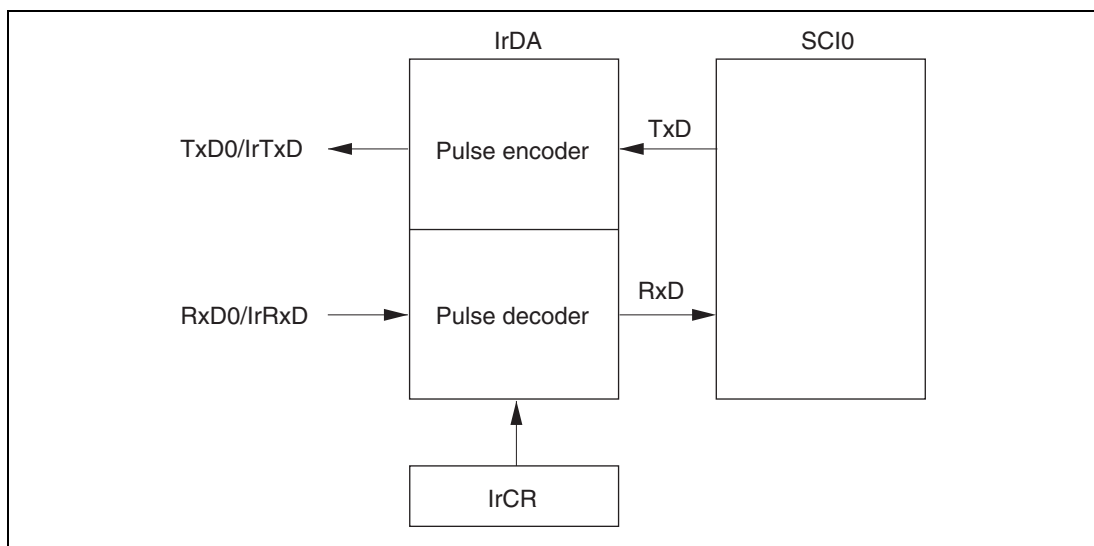 IrDA
SCI0
TxD0/IrTxD
Pulse encoder
TxD
RxD0/IrRxD
Pulse decoder
RxD
IrCR